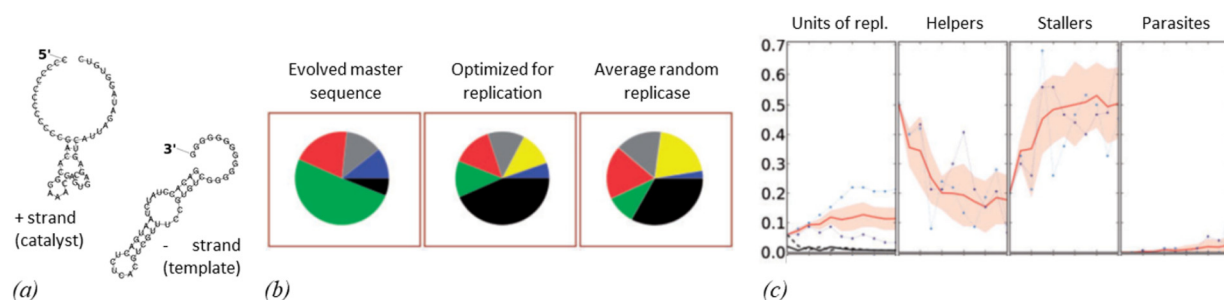 5'
3'
+ strand
(catalyst)
- strand
(template)
(a)
Evolved master
sequence
Optimized for
replication
Average random
replicase
(b)
Units of repl.
Helpers
Stallers
Parasites
0.7
0.6
0.5
0.4
0.3
0.2
0.1
0.0
(c)